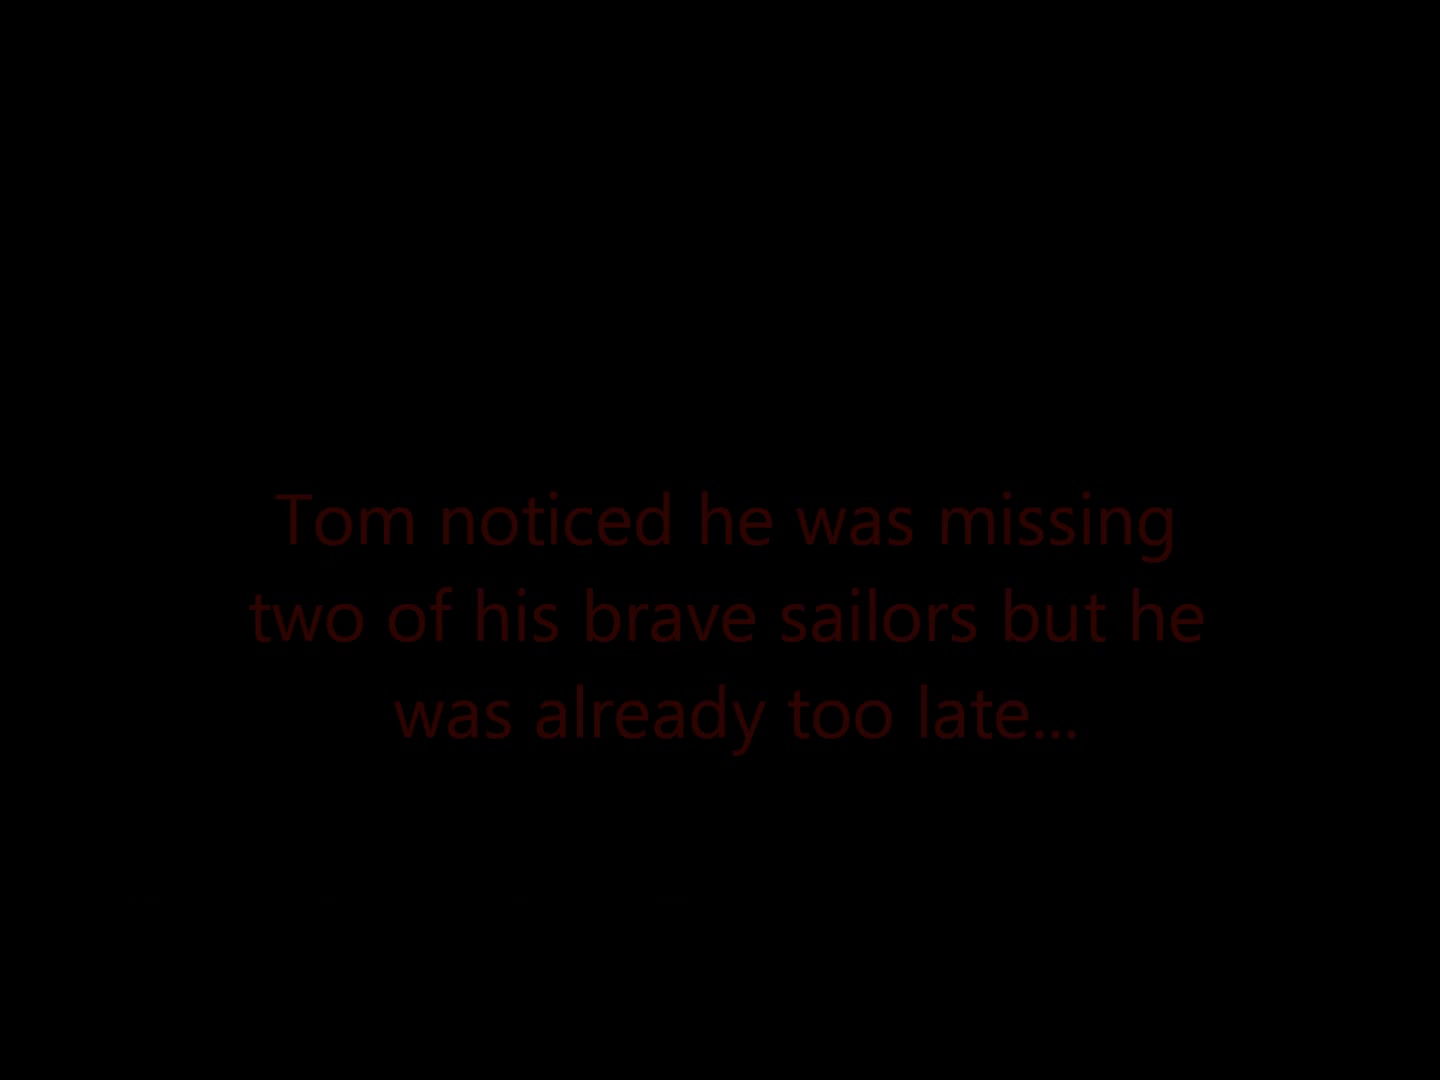 Tom noticed he was missing
two of his brave sailors but he
was already too late...